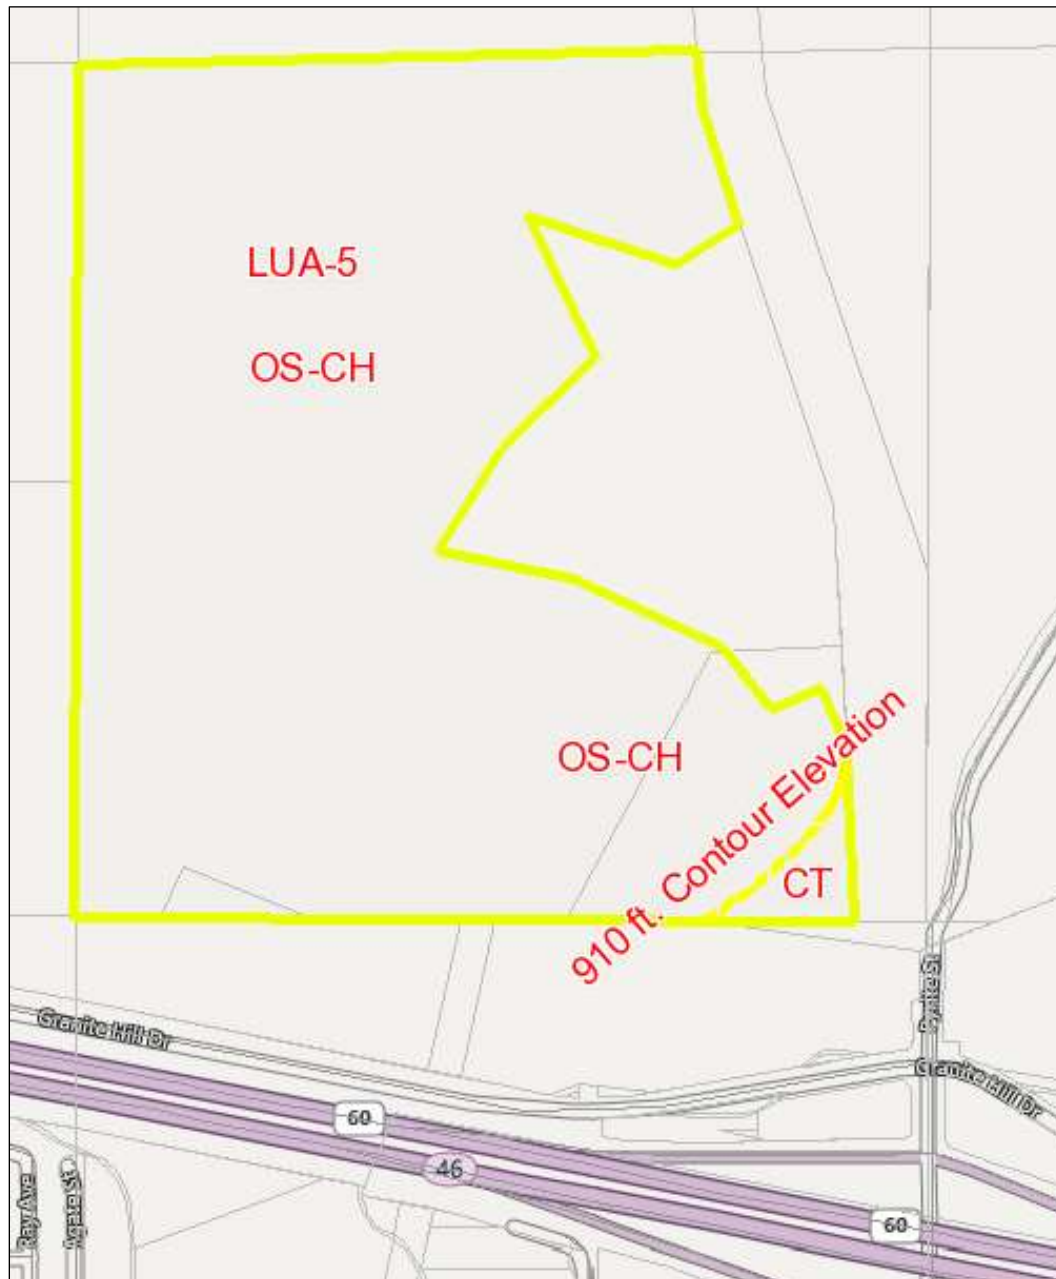 LUA-5
OS-CH
OS-CH
910 ft. Contour Elevation
CT
Pyrite St
Granite Hill Dr
Granite Hill Dr
60
46
60
Ray Ave
Agate St